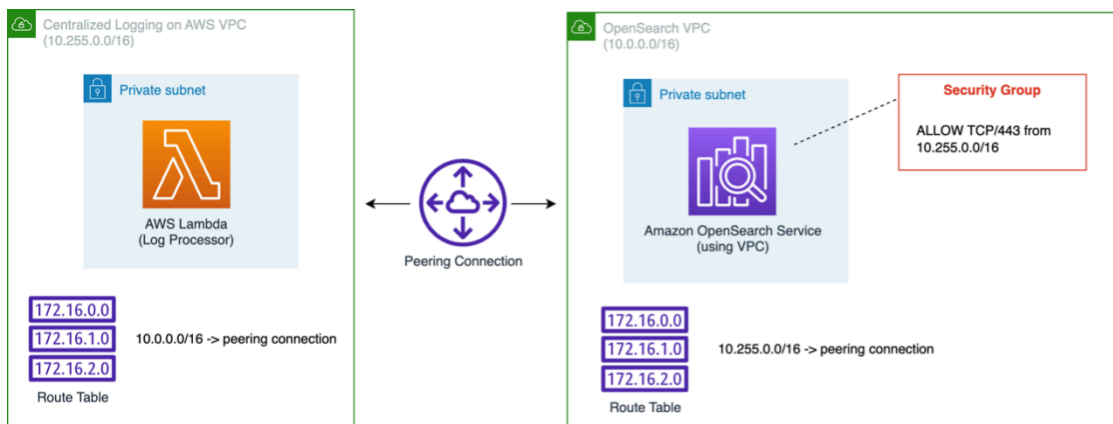 Centralized Logging on AWS VPC
(10.255.0.0/16)
Private subnet
AWS Lambda
(Log Processor)
172.16.0.0
172.16.1.0
172.16.2.0
Route Table
10.0.0.0/16 -> peering connection
Peering Connection
OpenSearch VPC
(10.0.0.0/16)
Private subnet
Amazon OpenSearch Service
(using VPC)
Security Group
ALLOW TCP/443 from
10.255.0.0/16
172.16.0.0
172.16.1.0
172.16.2.0
Route Table
10.255.0.0/16 -> peering connection